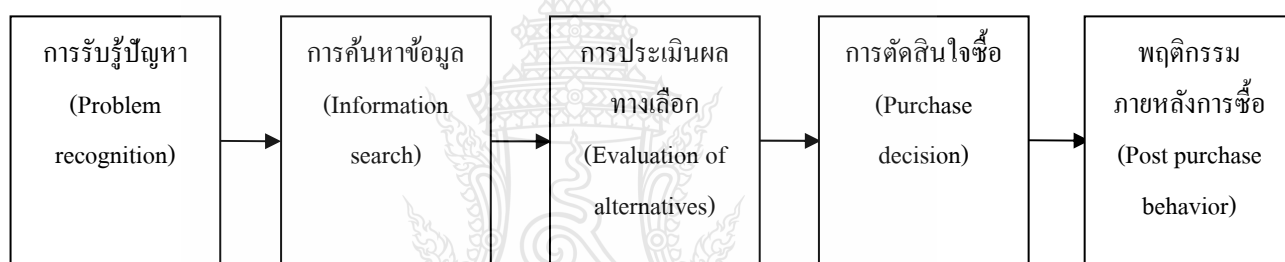 การรับรู้ปัญหา
(Problem
recognition)
การค้นหาข้อมูล
(Information
search)
การประเมินผล
ทางเลือก
(Evaluation of
alternatives)
การตัดสินใจซื้อ
(Purchase
decision)
พฤติกรรม
ภายหลังการซื้อ
(Post purchase
behavior)